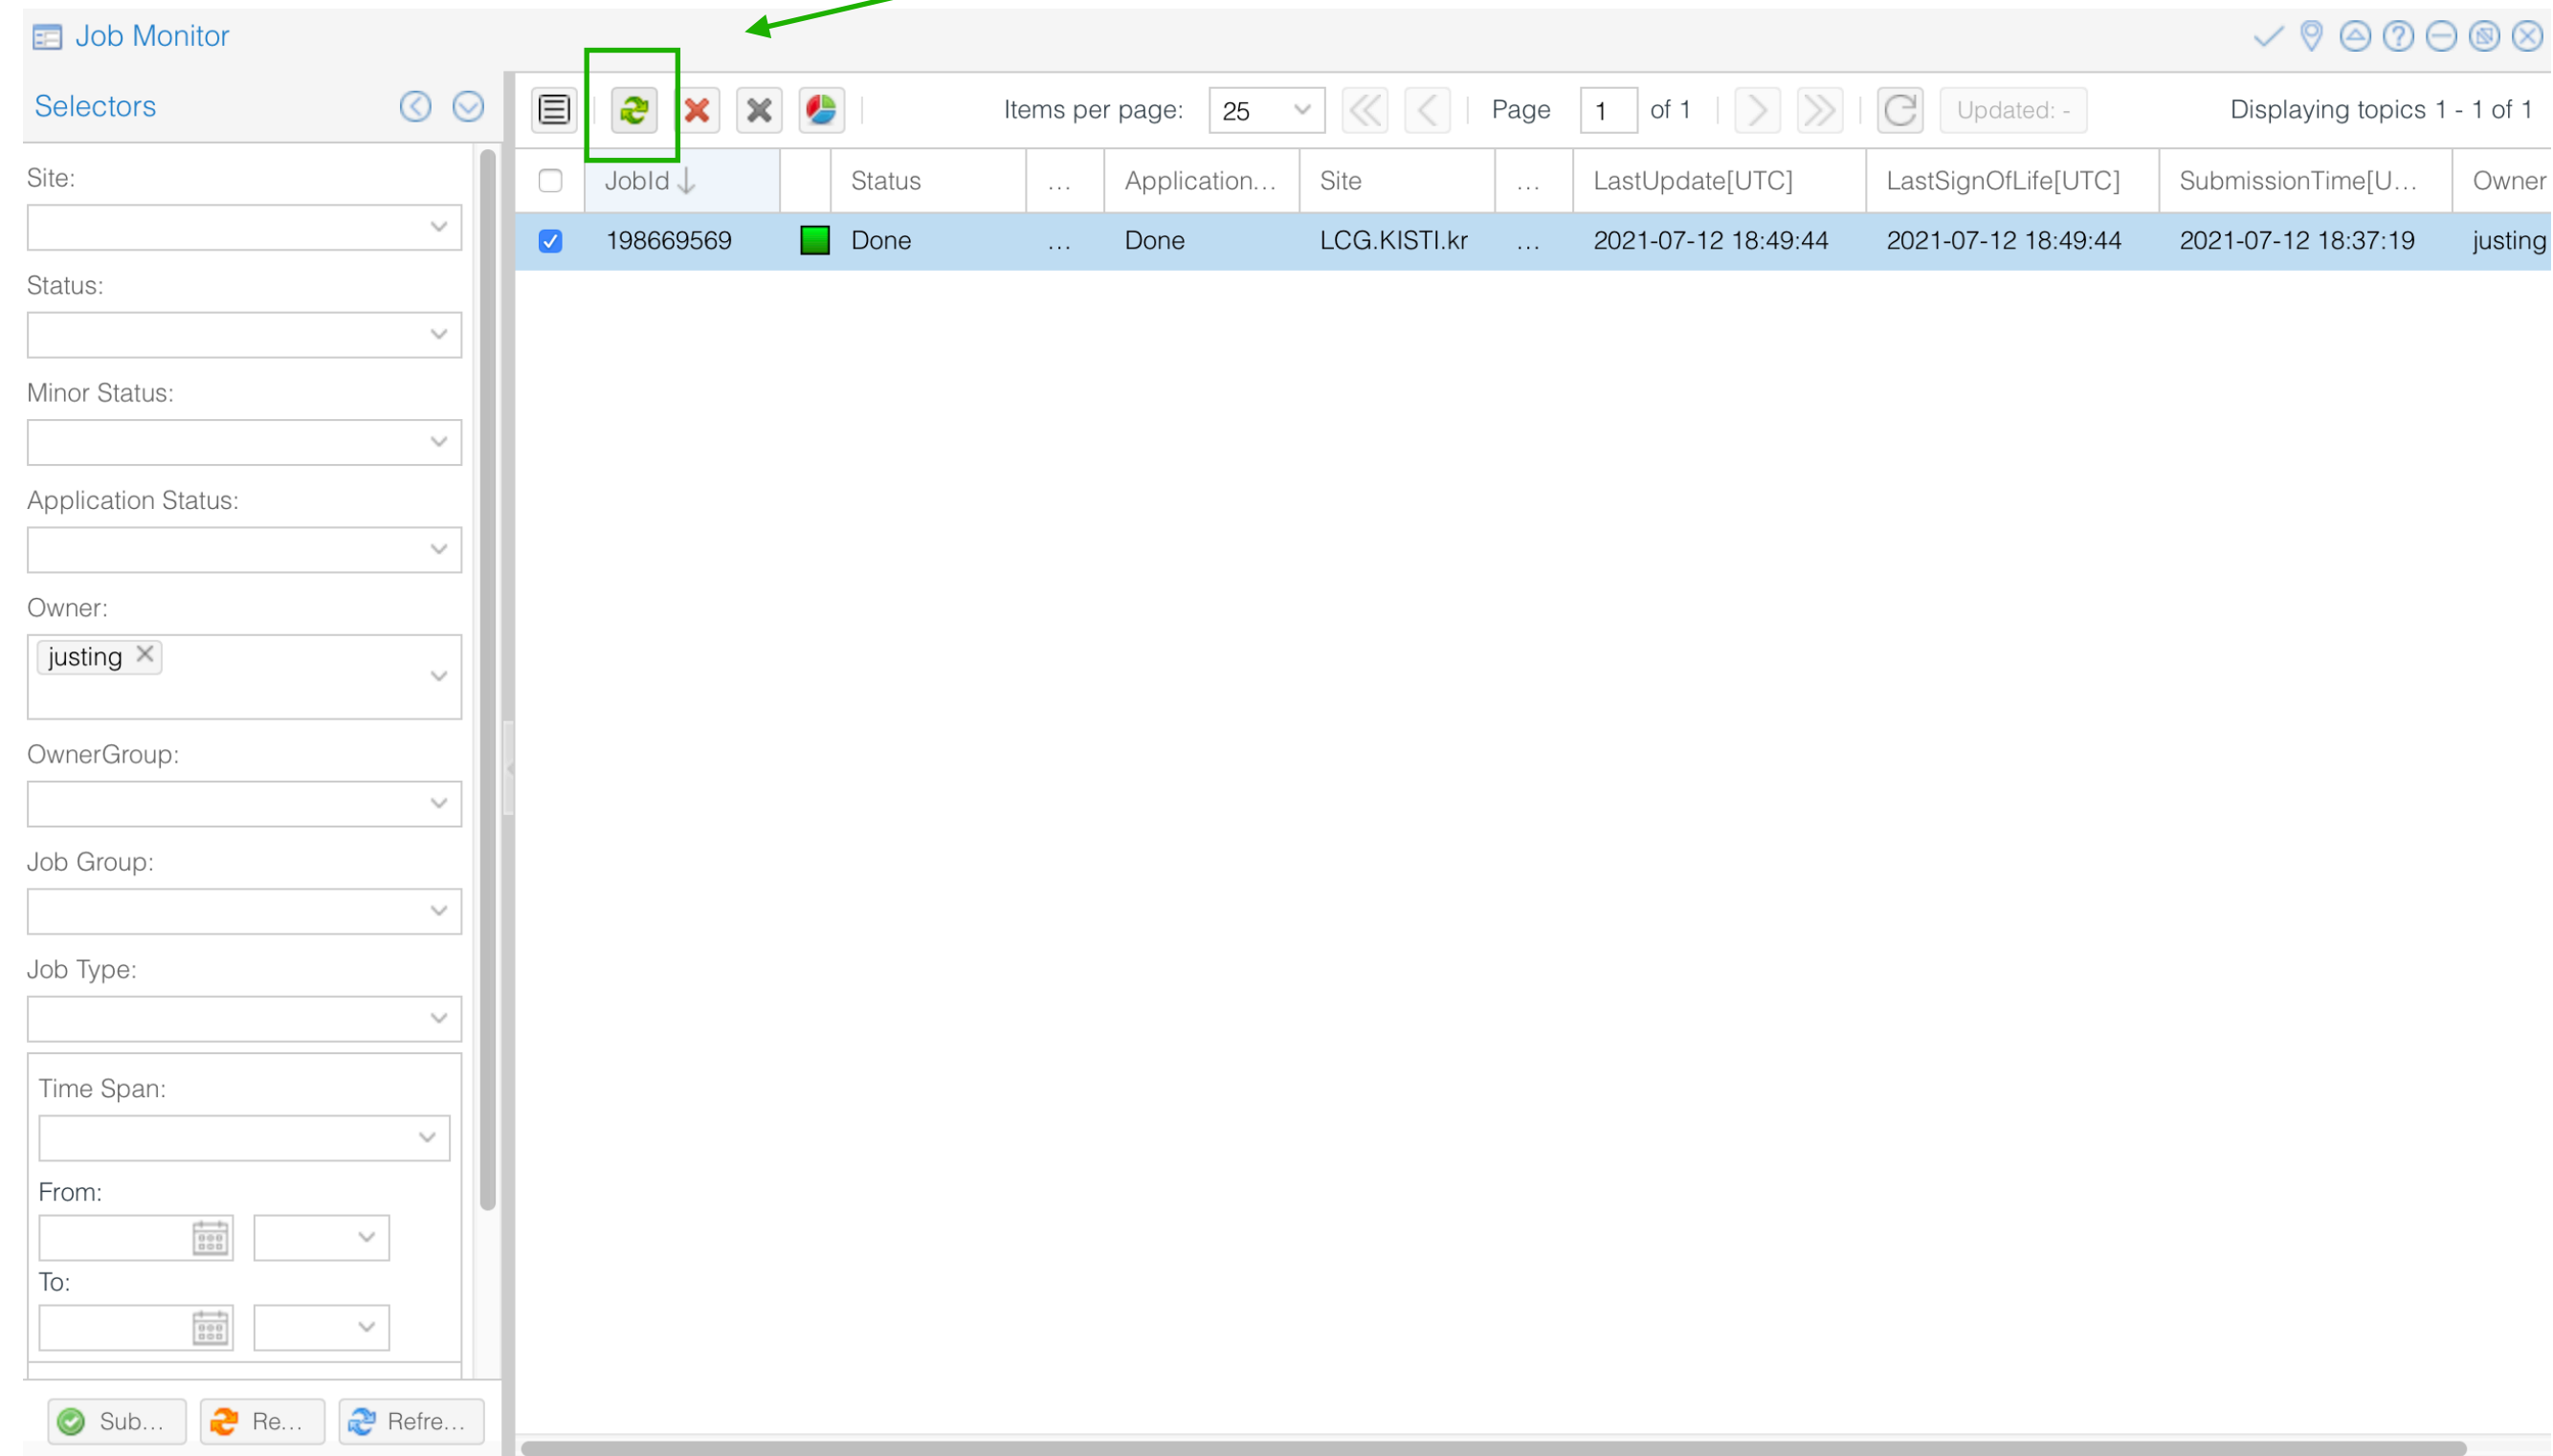 Job Monitor
Selectors
Items per page: 25 Page 1 of 1 Updated: - Displaying topics 1 - 1 of 1
Site:
JobId Status ... Application... Site ... LastUpdate[UTC] LastSignOfLife[UTC] SubmissionTime[U... Owner
198669569 Done ... Done LCG.KISTI.kr ... 2021-07-12 18:49:44 2021-07-12 18:49:44 2021-07-12 18:37:19 justing
Status:
Minor Status:
Application Status:
Owner:
justing
OwnerGroup:
Job Group:
Job Type:
Time Span:
From:
To:
Sub... Re... Refre...